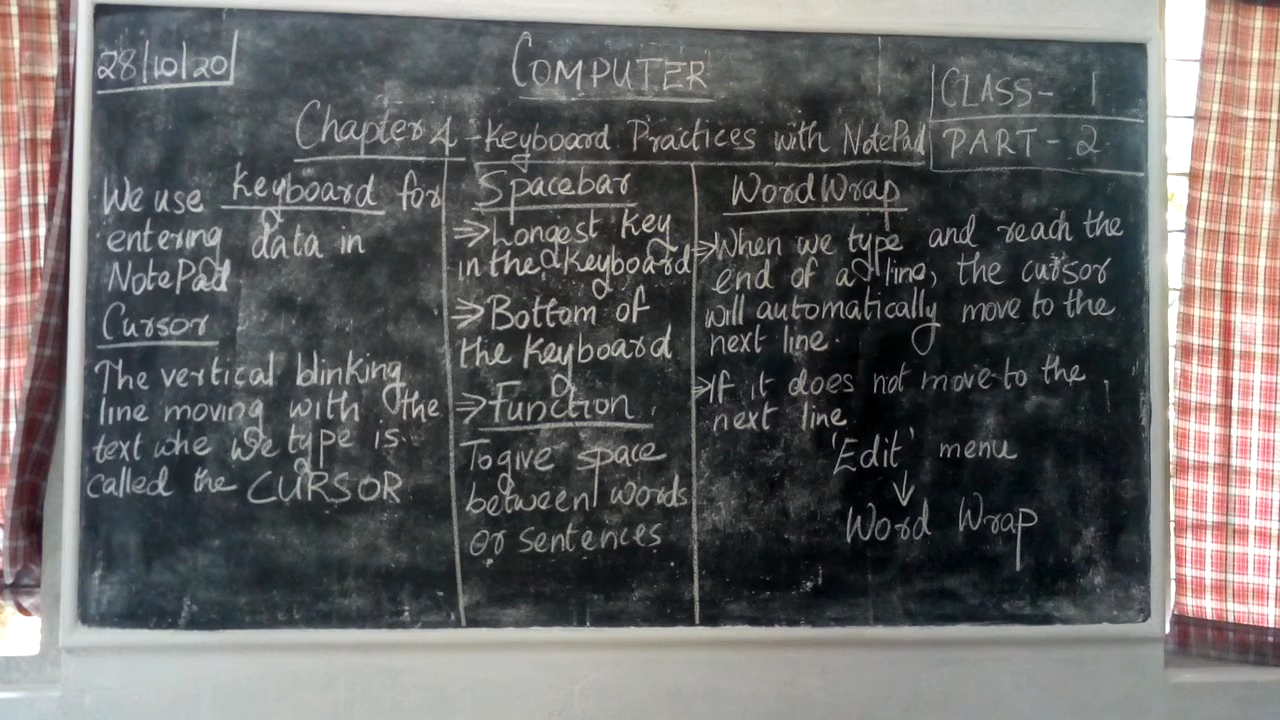 28/10/20
COMPUTER
CLASS- 1
PART- 2
Chapter 4 - Keyboard Practices with NotePad
We use Keyboard for
entering data in
NotePad
Cursor
The vertical blinking
line moving with the
text whe we type is
called the CURSOR
Spacebar
⇒ Longest Key
in the Keyboard
⇒ Bottom of
the Keyboard
⇒ Function
To give space
between words
or sentences
Word Wrap
⇒ When we type and reach the
end of a line, the cursor
will automatically move to the
next line.
⇒ If it does not move to the
next line.
'Edit' menu
↓
Word Wrap